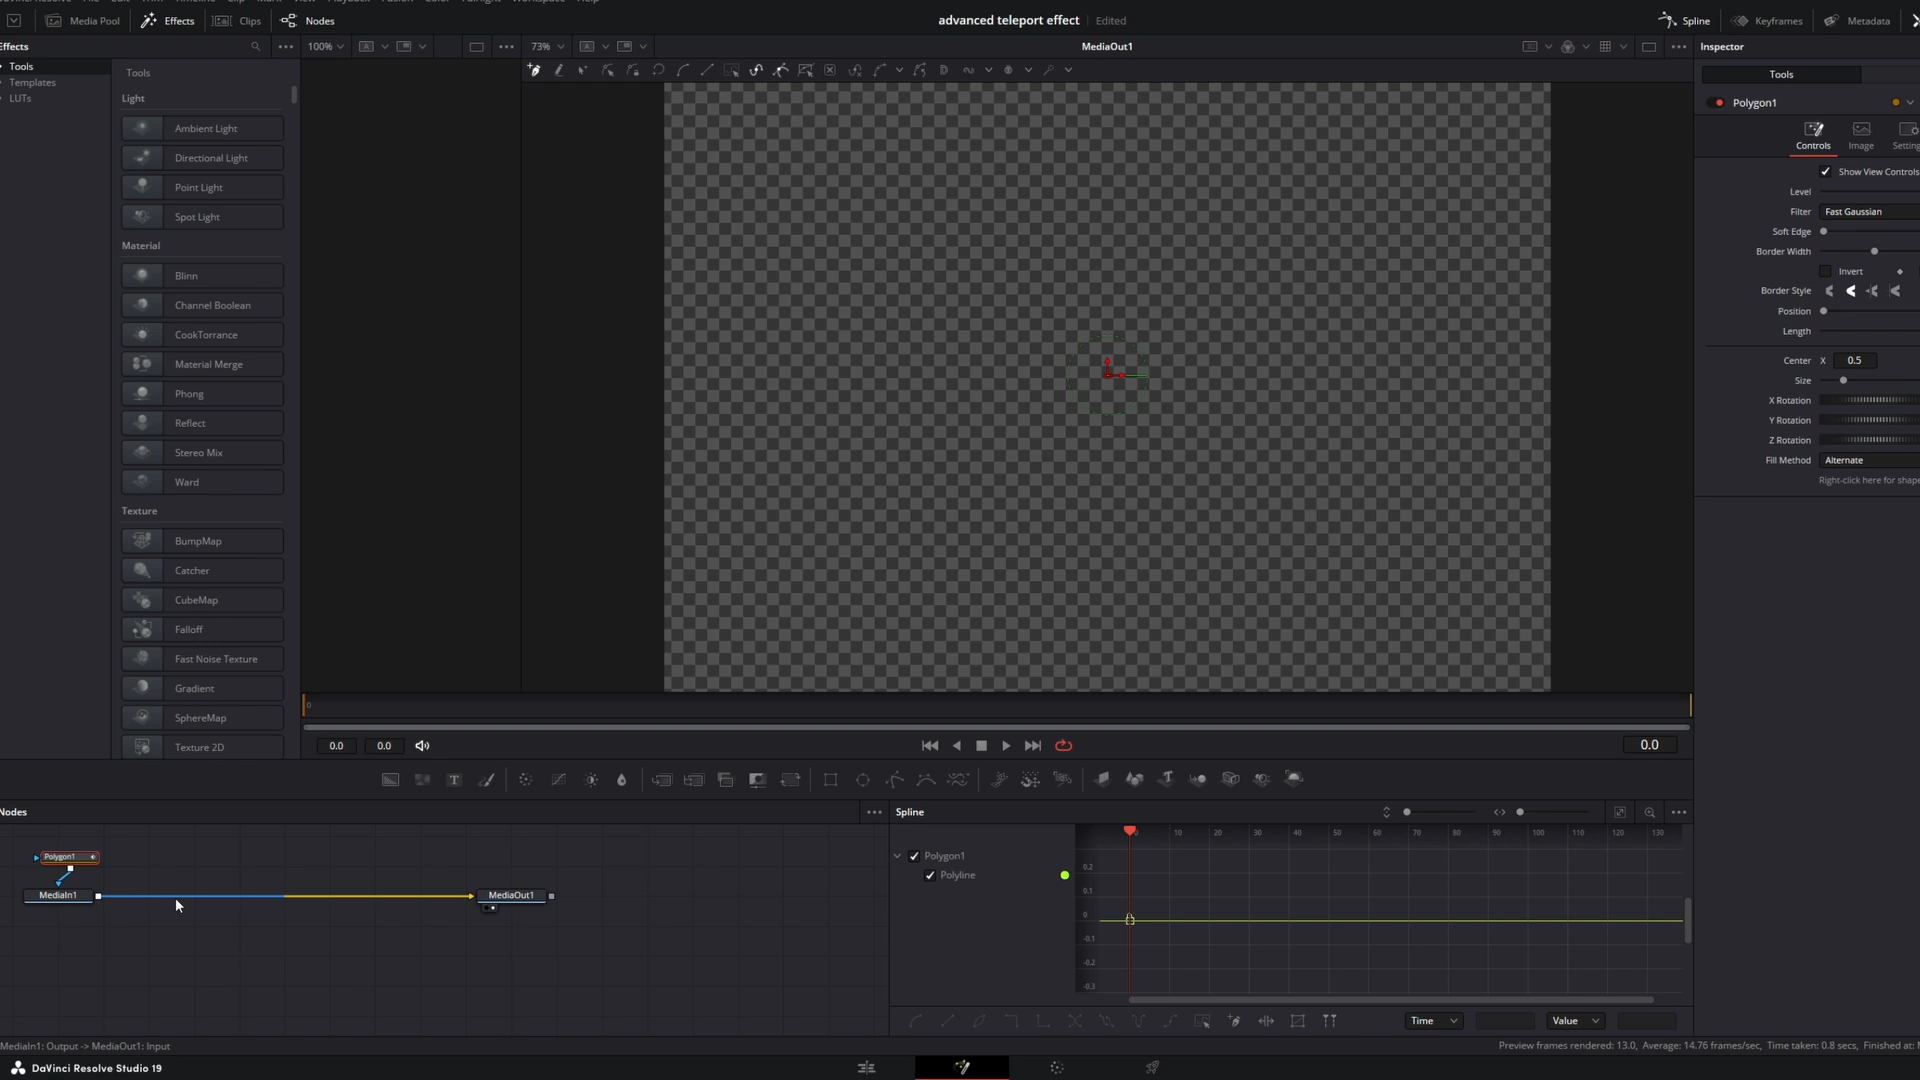 Media Pool
Effects
Clips
Nodes
advanced teleport effect
Edited
Spline
Keyframes
Metadata
Effects
100%
73%
MediaOut1
Inspector
Tools
Templates
LUTs
Tools
Light
Ambient Light
Directional Light
Point Light
Spot Light
Material
Blinn
Channel Boolean
CookTorrance
Material Merge
Phong
Reflect
Stereo Mix
Ward
Texture
BumpMap
Catcher
CubeMap
Falloff
Fast Noise Texture
Gradient
SphereMap
Texture 2D
Tools
Polygon1
Controls
Image
Setting
Show View Controls
Level
Filter Fast Gaussian
Soft Edge
Border Width
Invert
Border Style
Position
Length
Center X 0.5
Size
X Rotation
Y Rotation
Z Rotation
Fill Method Alternate
Right-click here for shape
0
0.0 0.0
0.0
Nodes
Polygon1
MediaIn1
MediaOut1
Spline
Polygon1
Polyline
10 20 30 40 50 60 70 80 90 100 110 120 130
0.2
0.1
0
-0.1
-0.2
-0.3
Time
Value
MediaIn1: Output -> MediaOut1: Input
Preview frames rendered: 13.0, Average: 14.76 frames/sec, Time taken: 0.8 secs, Finished at:
DaVinci Resolve Studio 19